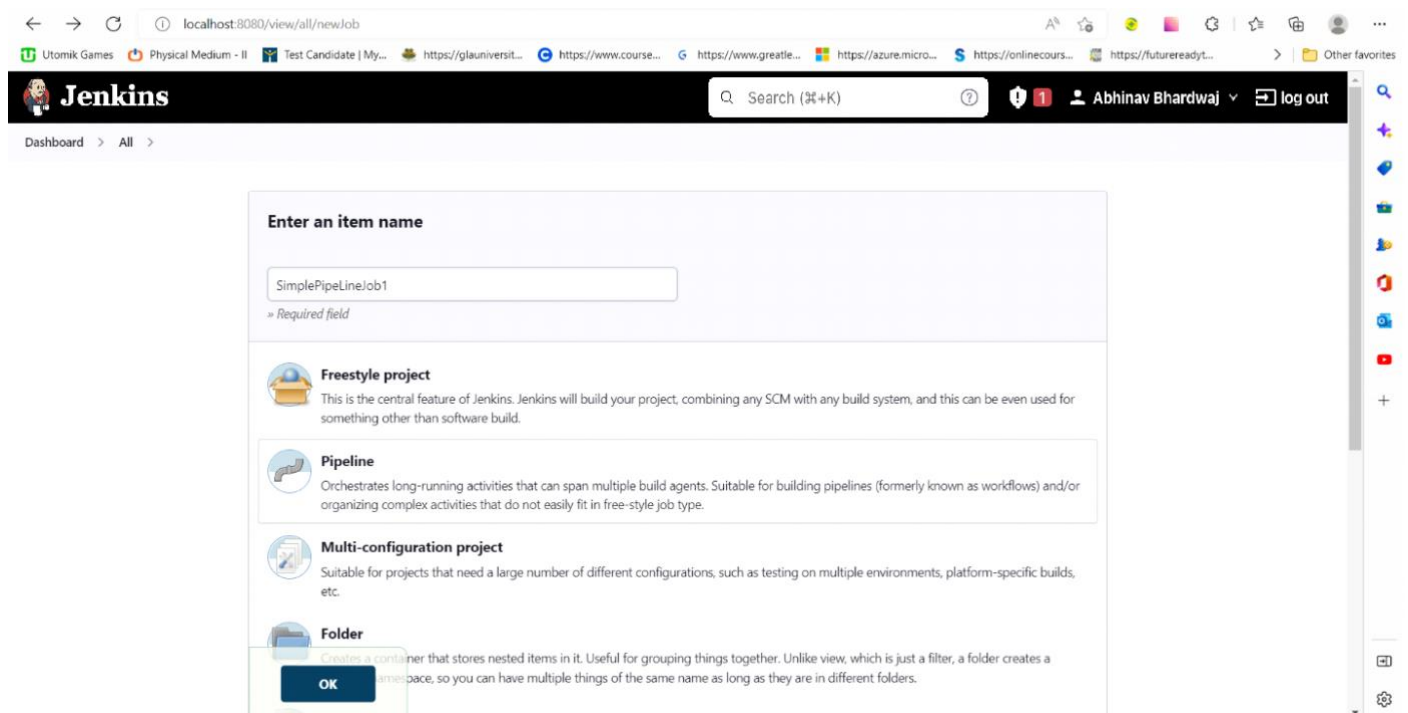 localhost:8080/view/all/newJob
Utomik Games Physical Medium - II Test Candidate | My... https://glauniversit... https://www.course... https://www.greatle... https://azure.micro... https://onlinecours... https://futurereadyt... Other favorites
Jenkins Search (⌘+K) 1 Abhinav Bhardwaj log out
Dashboard > All >
Enter an item name
SimplePipeLineJob1
» Required field
Freestyle project
This is the central feature of Jenkins. Jenkins will build your project, combining any SCM with any build system, and this can be even used for
something other than software build.
Pipeline
Orchestrates long-running activities that can span multiple build agents. Suitable for building pipelines (formerly known as workflows) and/or
organizing complex activities that do not easily fit in free-style job type.
Multi-configuration project
Suitable for projects that need a large number of different configurations, such as testing on multiple environments, platform-specific builds,
etc.
Folder
Creates a container that stores nested items in it. Useful for grouping things together. Unlike view, which is just a filter, a folder creates a
OK
so you can have multiple things of the same name as long as they are in different folders.